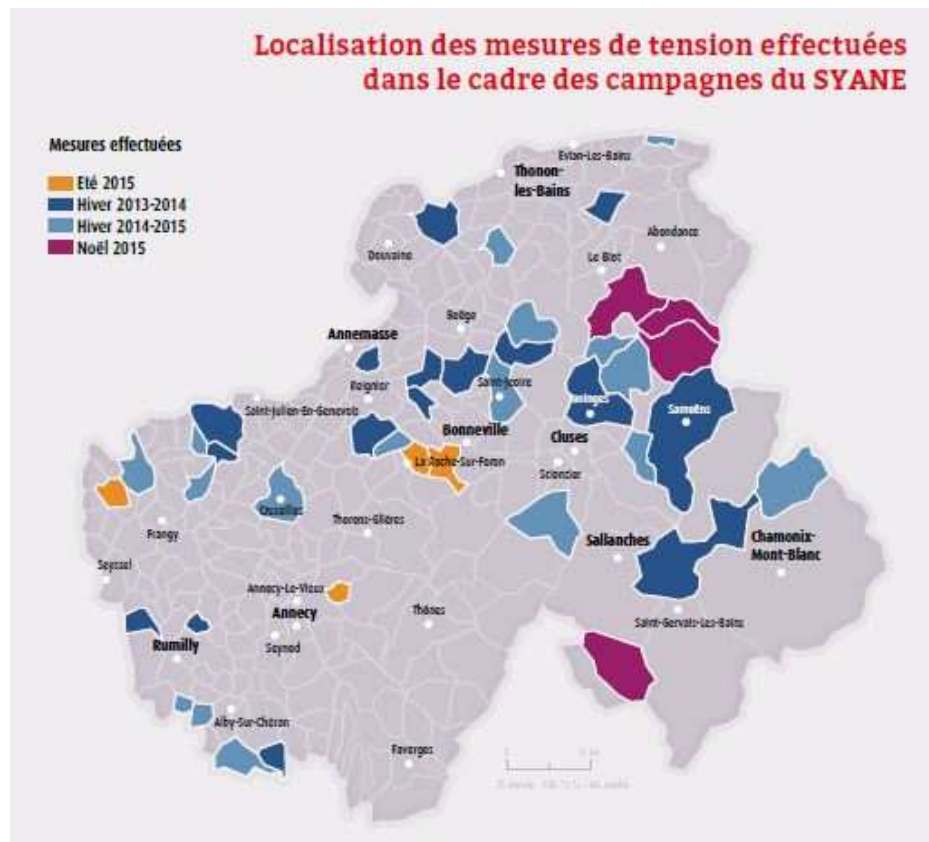 Localisation des mesures de tension effectuées
dans le cadre des campagnes du SYANE
Mesures effectuées
Eté 2015
Hiver 2013-2014
Hiver 2014-2015
Noël 2015
Evian-Les-Bains
Thonon-
les-Bains
Abondance
Douvaine
Le Biot
Boëge
Annemasse
Reignier
Saint-Jeoire
Taninges
Samoëns
Saint-Julien-En-Genevois
Bonneville
Cluses
La Roche-Sur-Foron
Scionzier
Cruseilles
Thorens-Glières
Frangy
Sallanches
Chamonix-
Mont-Blanc
Seyssel
Annecy-Le-Vieux
Annecy
Thônes
Saint-Gervais-Les-Bains
Rumilly
Seynod
Alby-Sur-Chéran
Faverges